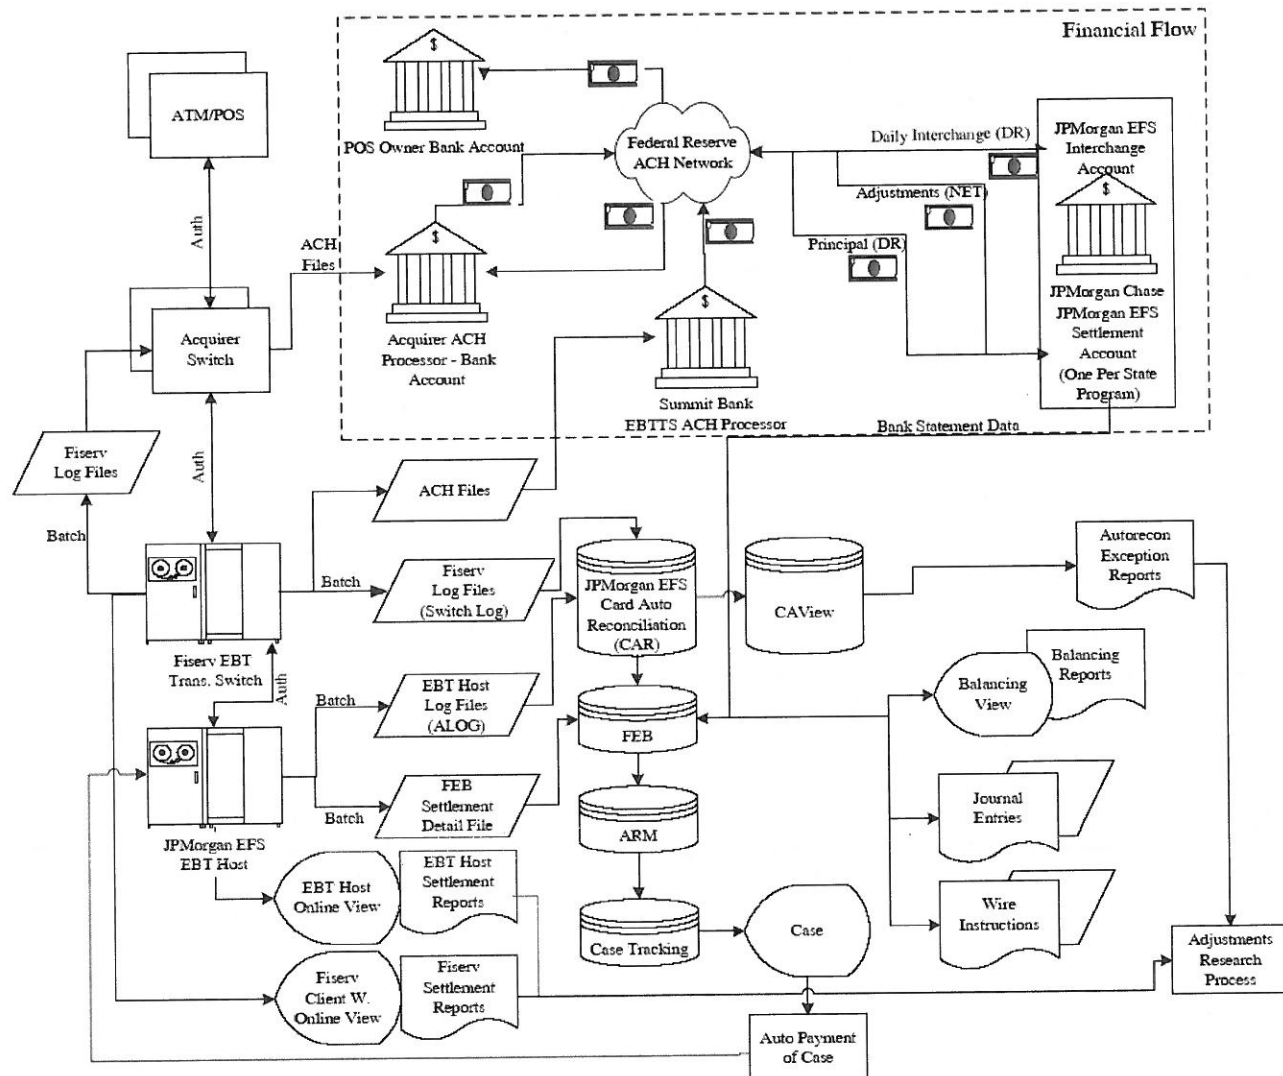 Financial Flow
ATM/POS
$
POS Owner Bank Account
Federal Reserve
ACH Network
Daily Interchange (DR)
JPMorgan EFS
Interchange
Account
$
Adjustments (NET)
Principal (DR)
Auth
ACH
Files
$
Acquirer ACH
Processor - Bank
Account
$
Summit Bank
EBTTS ACH Processor
JPMorgan Chase
JPMorgan EFS
Settlement
Account
(One Per State
Program)
Acquirer
Switch
Bank Statement Data
Fiserv
Log Files
Auth
Batch
ACH Files
Batch
Fiserv
Log Files
(Switch Log)
JPMorgan EFS
Card Auto
Reconciliation
(CAR)
CAView
Autorecon
Exception
Reports
Fiserv EBT
Trans. Switch
Auth
Batch
EBT Host
Log Files
(ALOG)
FEB
Balancing
View
Balancing
Reports
Batch
FEB
Settlement
Detail File
ARM
Journal
Entries
JPMorgan EFS
EBT Host
EBT Host
Online View
EBT Host
Settlement
Reports
Case Tracking
Case
Wire
Instructions
Adjustments
Research
Process
Fiserv
Client W.
Online View
Fiserv
Settlement
Reports
Auto Payment
of Case